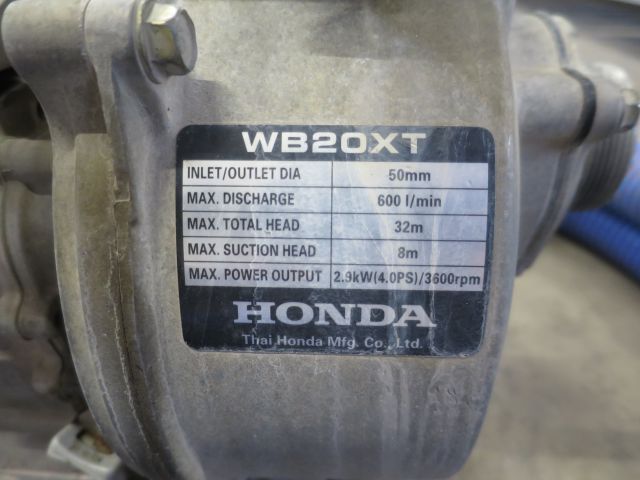 WB20XT
INLET/OUTLET DIA 50mm
MAX. DISCHARGE 600 l/min
MAX. TOTAL HEAD 32m
MAX. SUCTION HEAD 8m
MAX. POWER OUTPUT 2.9kW(4.0PS)/3600rpm
HONDA
Thai Honda Mfg. Co., Ltd.